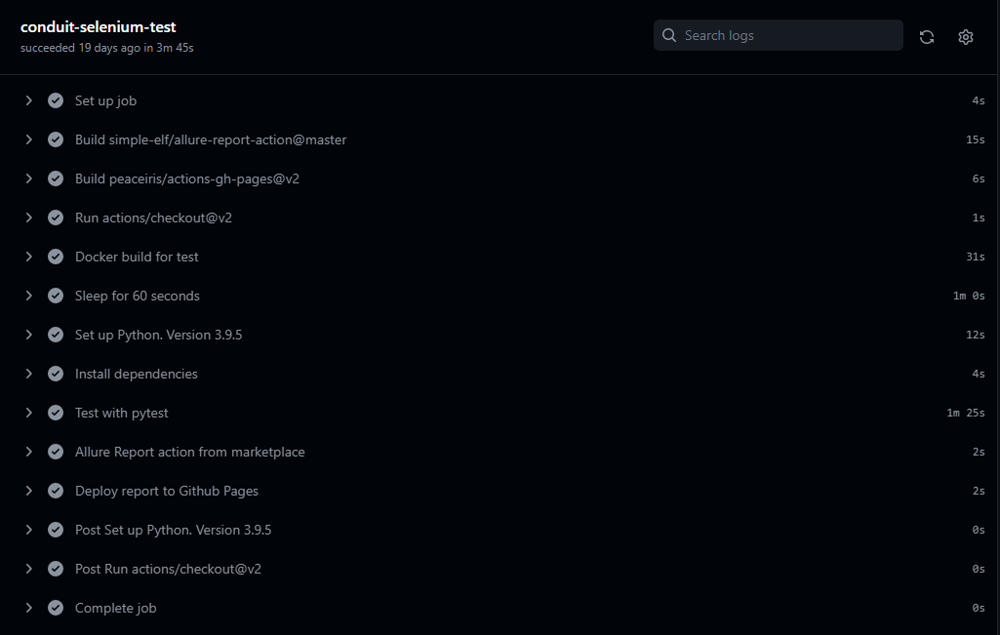 conduit-selenium-test
succeeded 19 days ago in 3m 45s
Search logs
Set up job 4s
Build simple-elf/allure-report-action@master 15s
Build peaceiris/actions-gh-pages@v2 6s
Run actions/checkout@v2 1s
Docker build for test 31s
Sleep for 60 seconds 1m 0s
Set up Python. Version 3.9.5 12s
Install dependencies 4s
Test with pytest 1m 25s
Allure Report action from marketplace 2s
Deploy report to Github Pages 2s
Post Set up Python. Version 3.9.5 0s
Post Run actions/checkout@v2 0s
Complete job 0s